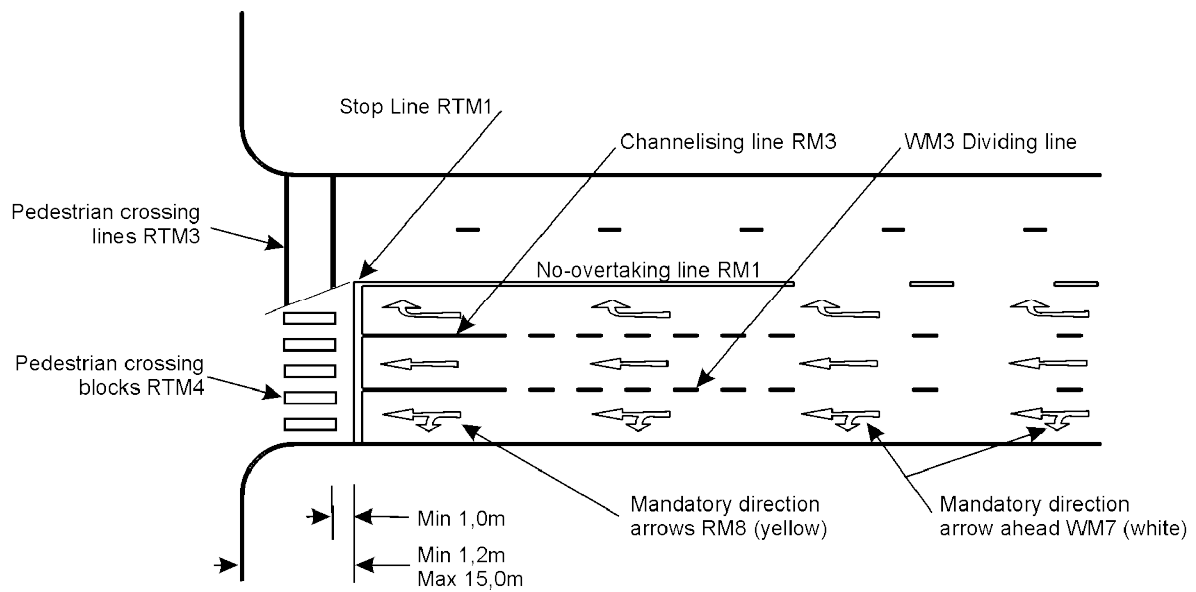 Stop Line RTM1
Channelising line RM3
WM3 Dividing line
Pedestrian crossing
lines RTM3
No-overtaking line RM1
Pedestrian crossing
blocks RTM4
Mandatory direction
arrows RM8 (yellow)
Mandatory direction
arrow ahead WM7 (white)
Min 1,0m
Min 1,2m
Max 15,0m